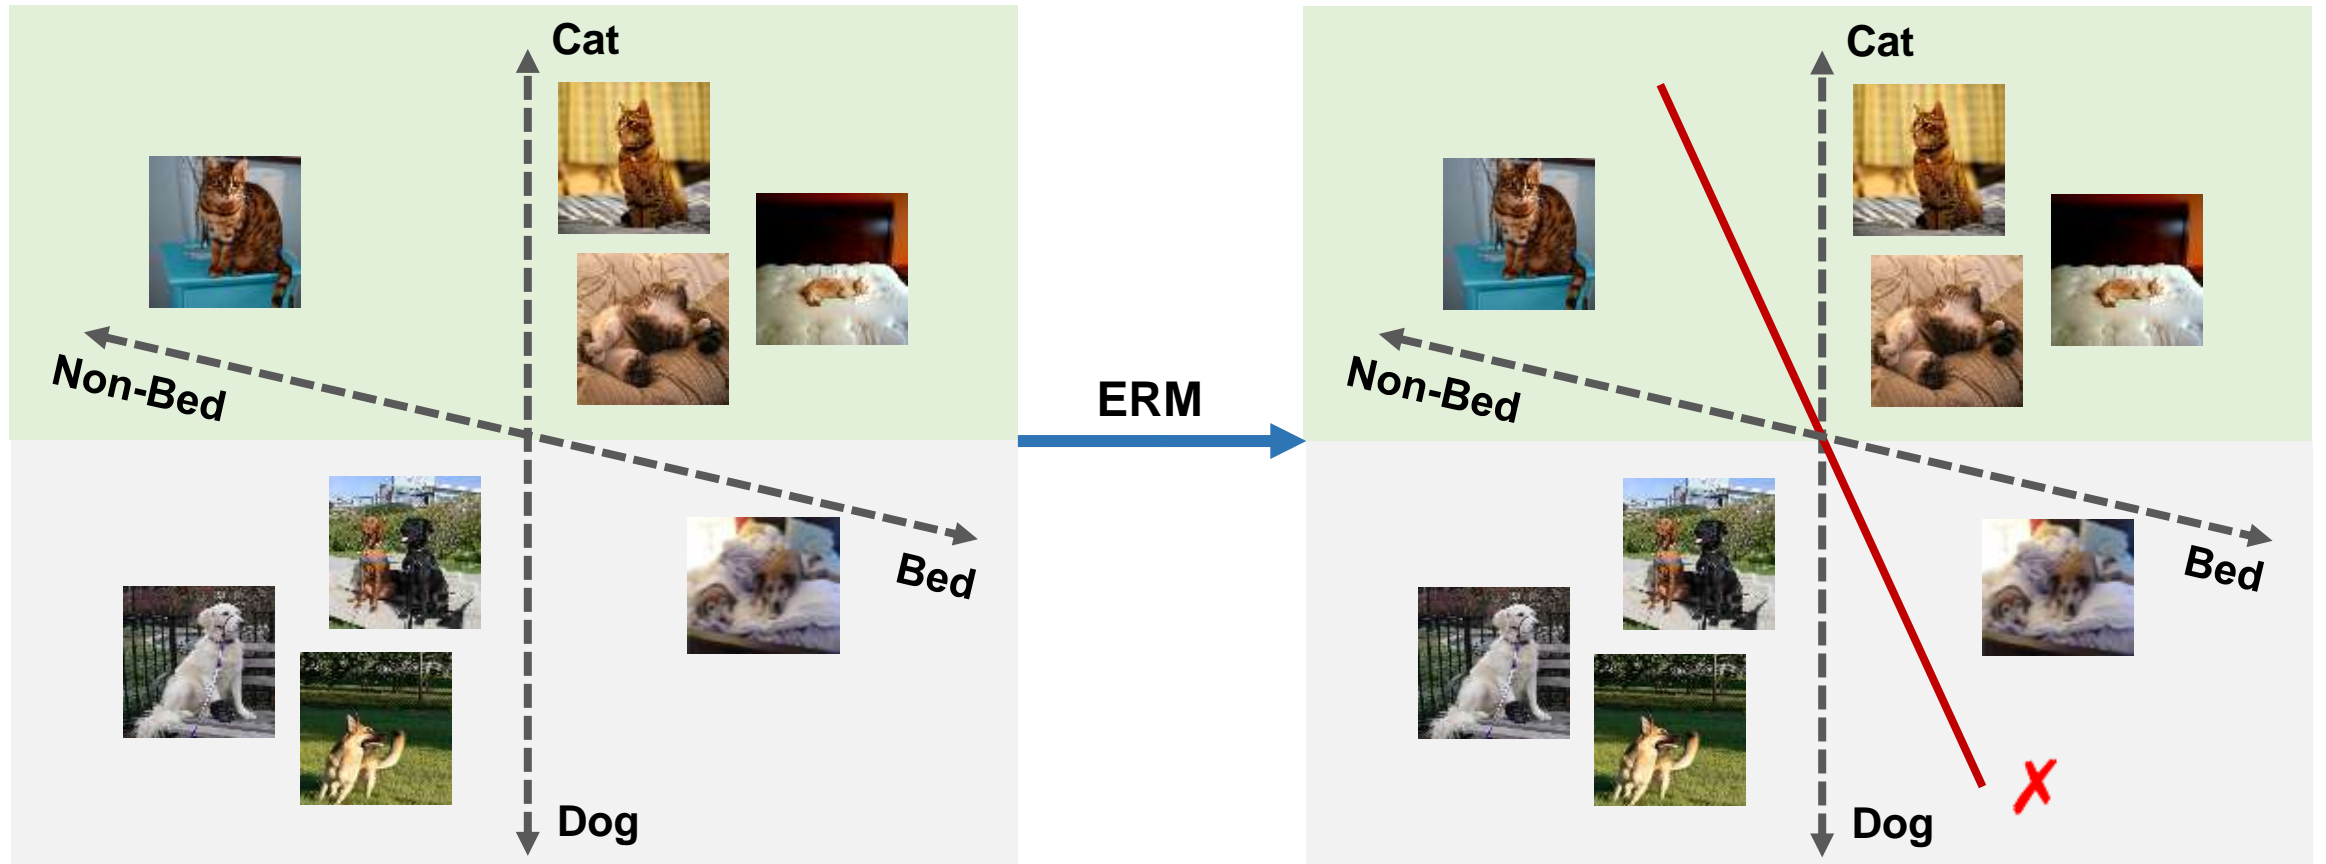 Cat
Non-Bed
Bed
Dog
ERM
Cat
Non-Bed
Bed
Dog